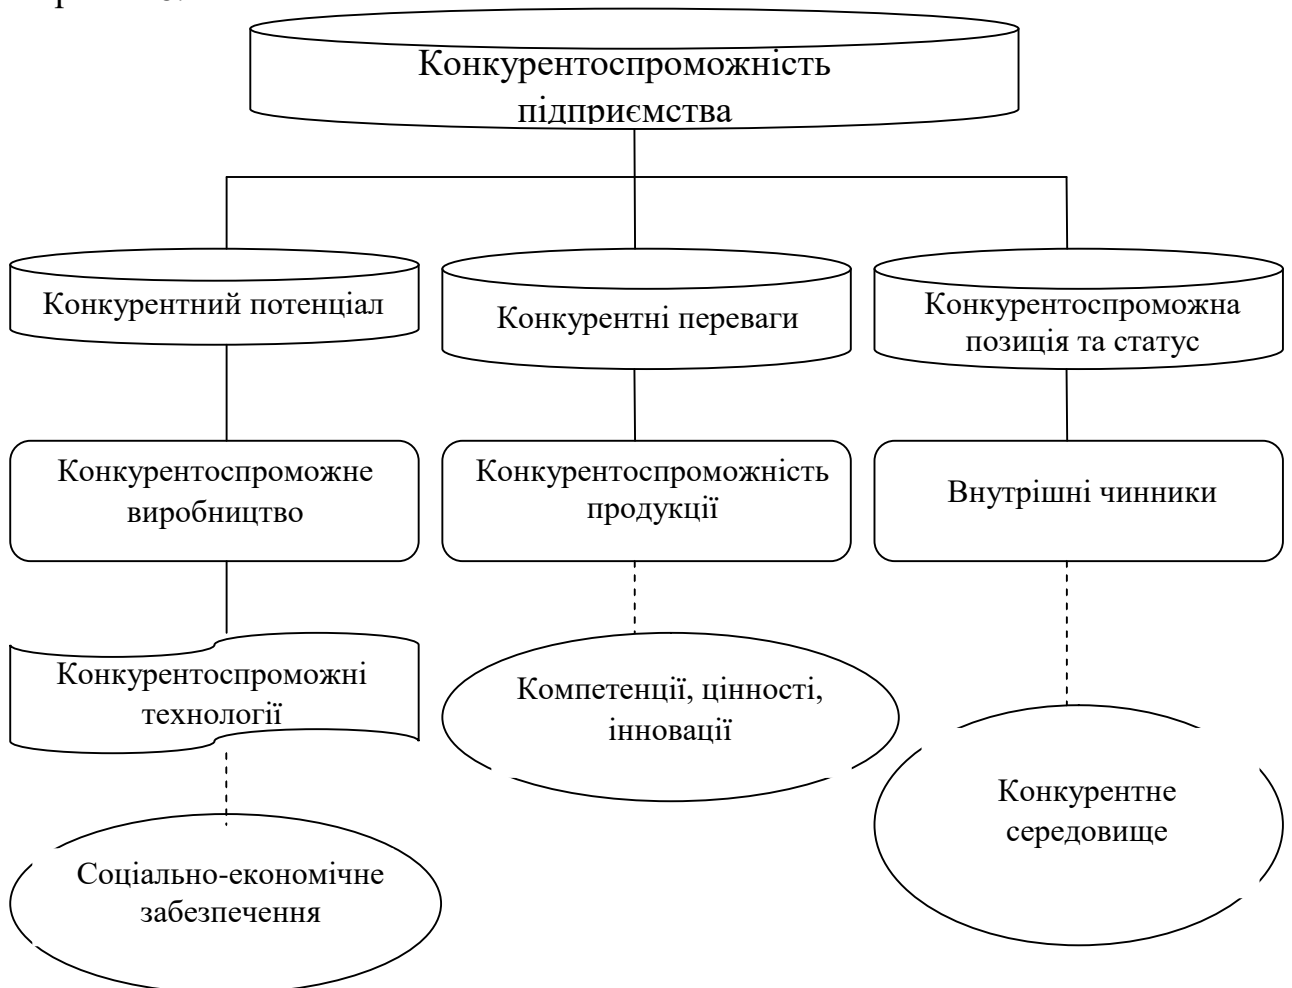 Конкурентоспроможність
підприємства
Конкурентний потенціал
Конкурентні переваги
Конкурентоспроможна
позиція та статус
Конкурентоспроможне
виробництво
Конкурентоспроможність
продукції
Внутрішні чинники
Конкурентоспроможні
технології
Компетенції, цінності,
інновації
Конкурентне
середовище
Соціально-економічне
забезпечення